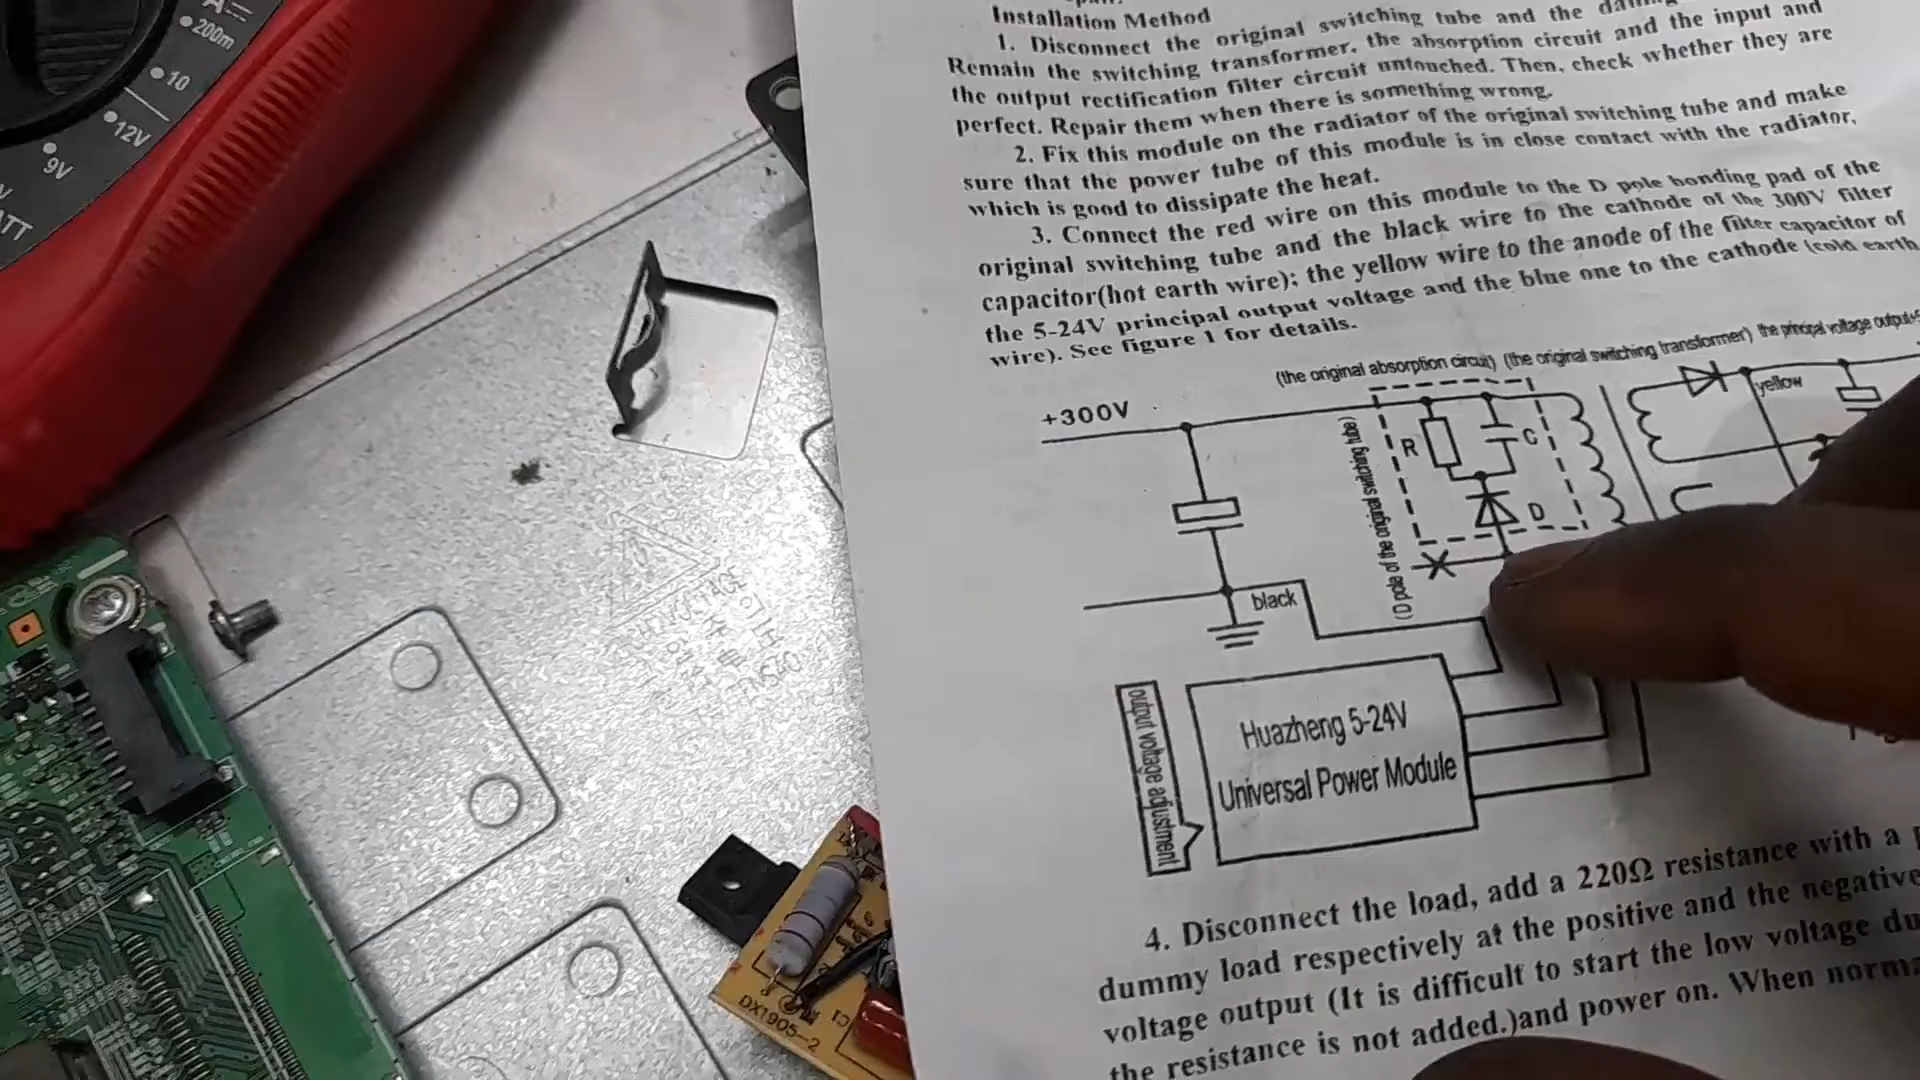 Installation Method
1. Disconnect the original switching tube and the
Remain the switching transformer, the absorption circuit and the input and
the output rectification filter circuit untouched. Then, check whether they are
perfect. Repair them when there is something wrong.
2. Fix this module on the radiator of the original switching tube and make
sure that the power tube of this module is in close contact with the radiator,
which is good to dissipate the heat.
3. Connect the red wire on this module to the D pole bonding pad of the
original switching tube and the black wire to the cathode of the 300V filter
capacitor(hot earth wire); the yellow wire to the anode of the filter capacitor of
the 5-24V principal output voltage and the blue one to the cathode (cold earth
wire). See figure 1 for details.
(the original absorption circuit) (the original switching transformer) the principal voltage output
+300V
yellow
R
C
D
(D pole of the original switching tube)
black
output voltage adjustment
Huazheng 5-24V
Universal Power Module
4. Disconnect the load, add a 220Ω resistance with a
dummy load respectively at the positive and the negative
voltage output (It is difficult to start the low voltage
the resistance is not added.)and power on. When
200m
10
12V
9V
DX1905-2